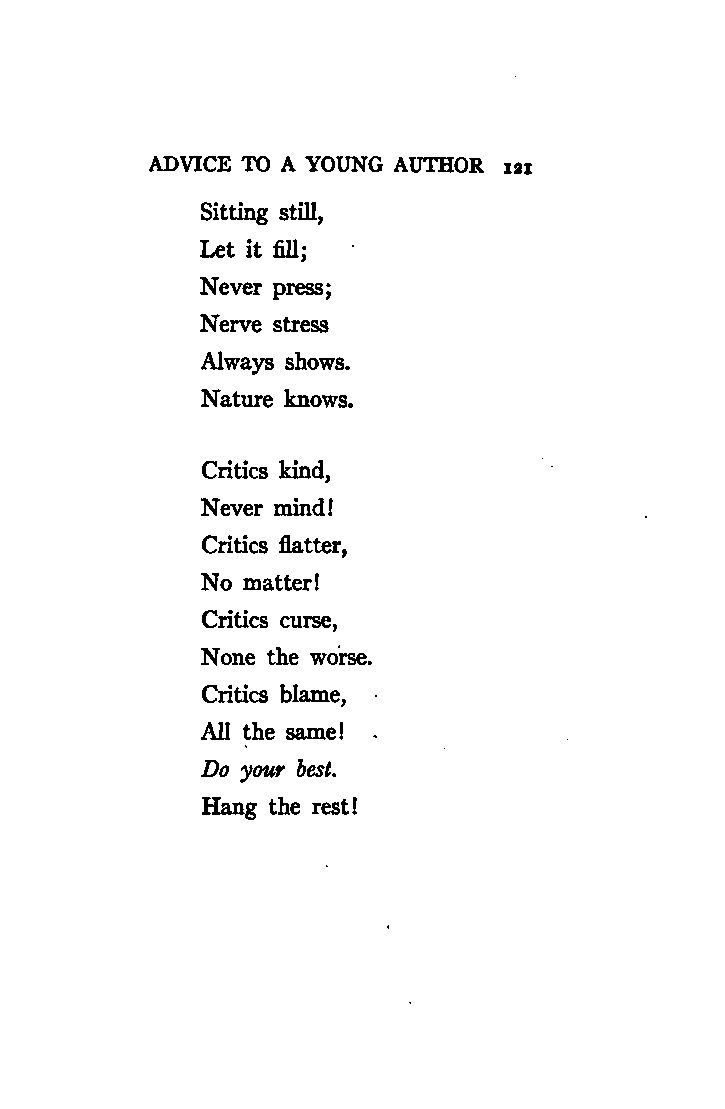 ADVICE TO A YOUNG AUTHOR 121
Sitting still,
Let it fill;
Never press;
Nerve stress
Always shows.
Nature knows.
Critics kind,
Never mind!
Critics flatter,
No matter!
Critics curse,
None the worse.
Critics blame,
All the same!
Do your best.
Hang the rest!